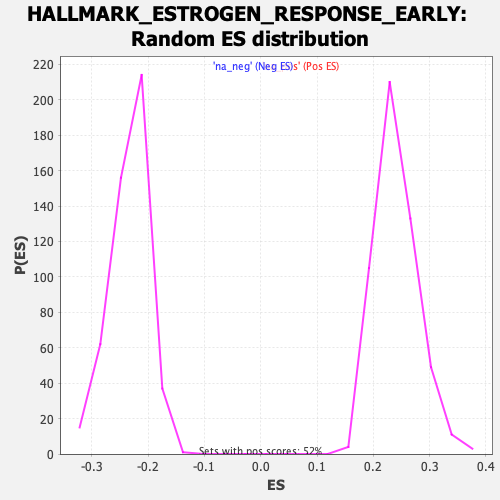 HALLMARK_ESTROGEN_RESPONSE_EARLY:
Random ES distribution
'na_neg' (Neg ES)s' (Pos ES)
220
200
180
160
140
120
100
80
60
40
20
0
P(ES)
Sets with pos scores: 52%
-0.3 -0.2 -0.1 0.0 0.1 0.2 0.3 0.4
ES